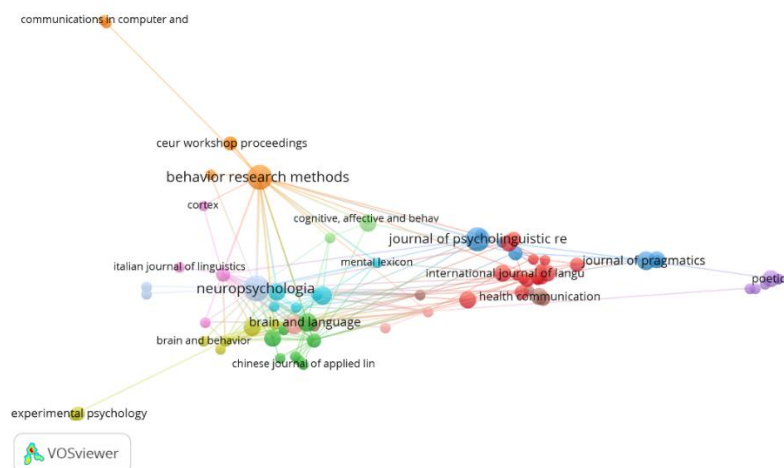 communications in computer and
ceur workshop proceedings
behavior research methods
cortex
cognitive, affective and behav
journal of psycholinguistic re
mental lexicon
journal of pragmatics
italian journal of linguistics
international journal of langu
poetic
neuropsychologia
health communication
brain and language
brain and behavior
chinese journal of applied lin
experimental psychology
VOSviewer